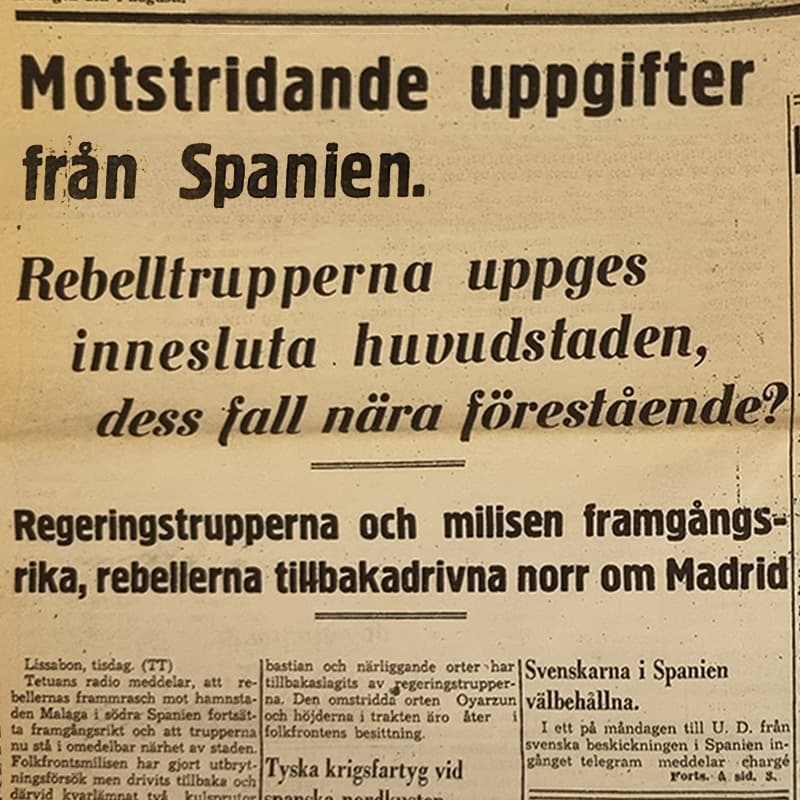 Motstridande uppgifter
från Spanien.
Rebelltrupperna uppges
innesluta huvudstaden,
dess fall nära förestående?
Regeringstrupperna och milisen framgångs-
rika, rebellerna tillbakadrivna norr om Madrid
Lissabon, tisdag. (TT)
Tetuans radio meddelar, att re-
bellernas frammrasch mot hamnsta-
den Malaga i södra Spanien fortsät-
ta framgångsrikt och att trupperna
nu stå i omedelbar närhet av staden.
Folkfrontsmilisen har gjort utbryt-
ningsförsök men drivits tillbaka och
därvid kvarlämnat två kulsprutor
bastian och närliggande orter har
tillbakaslagits av regeringstrupper-
na. Den omstridda orten Oyarzun
och höjderna i trakten äro åter i
folkfrontens besittning.
Tyska krigsfartyg vid
spanska nordkusten
Svenskarna i Spanien
välbehållna.
I ett på måndagen till U. D. från
svenska beskickningen i Spanien in-
gånget telegram meddelar chargé
Forts. å sid. 3.